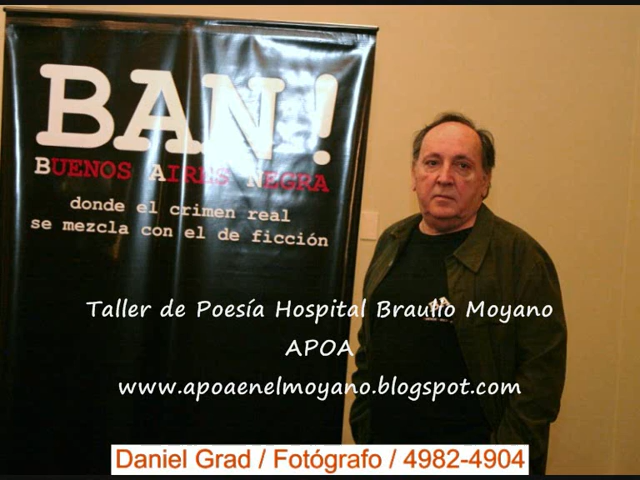 BAN!
BUENOS AIRES NEGRA
donde el crimen real
se mezcla con el de ficción
Taller de Poesía Hospital Braulio Moyano
APOA
www.apoaenelmoyano.blogspot.com
Daniel Grad / Fotógrafo / 4982-4904